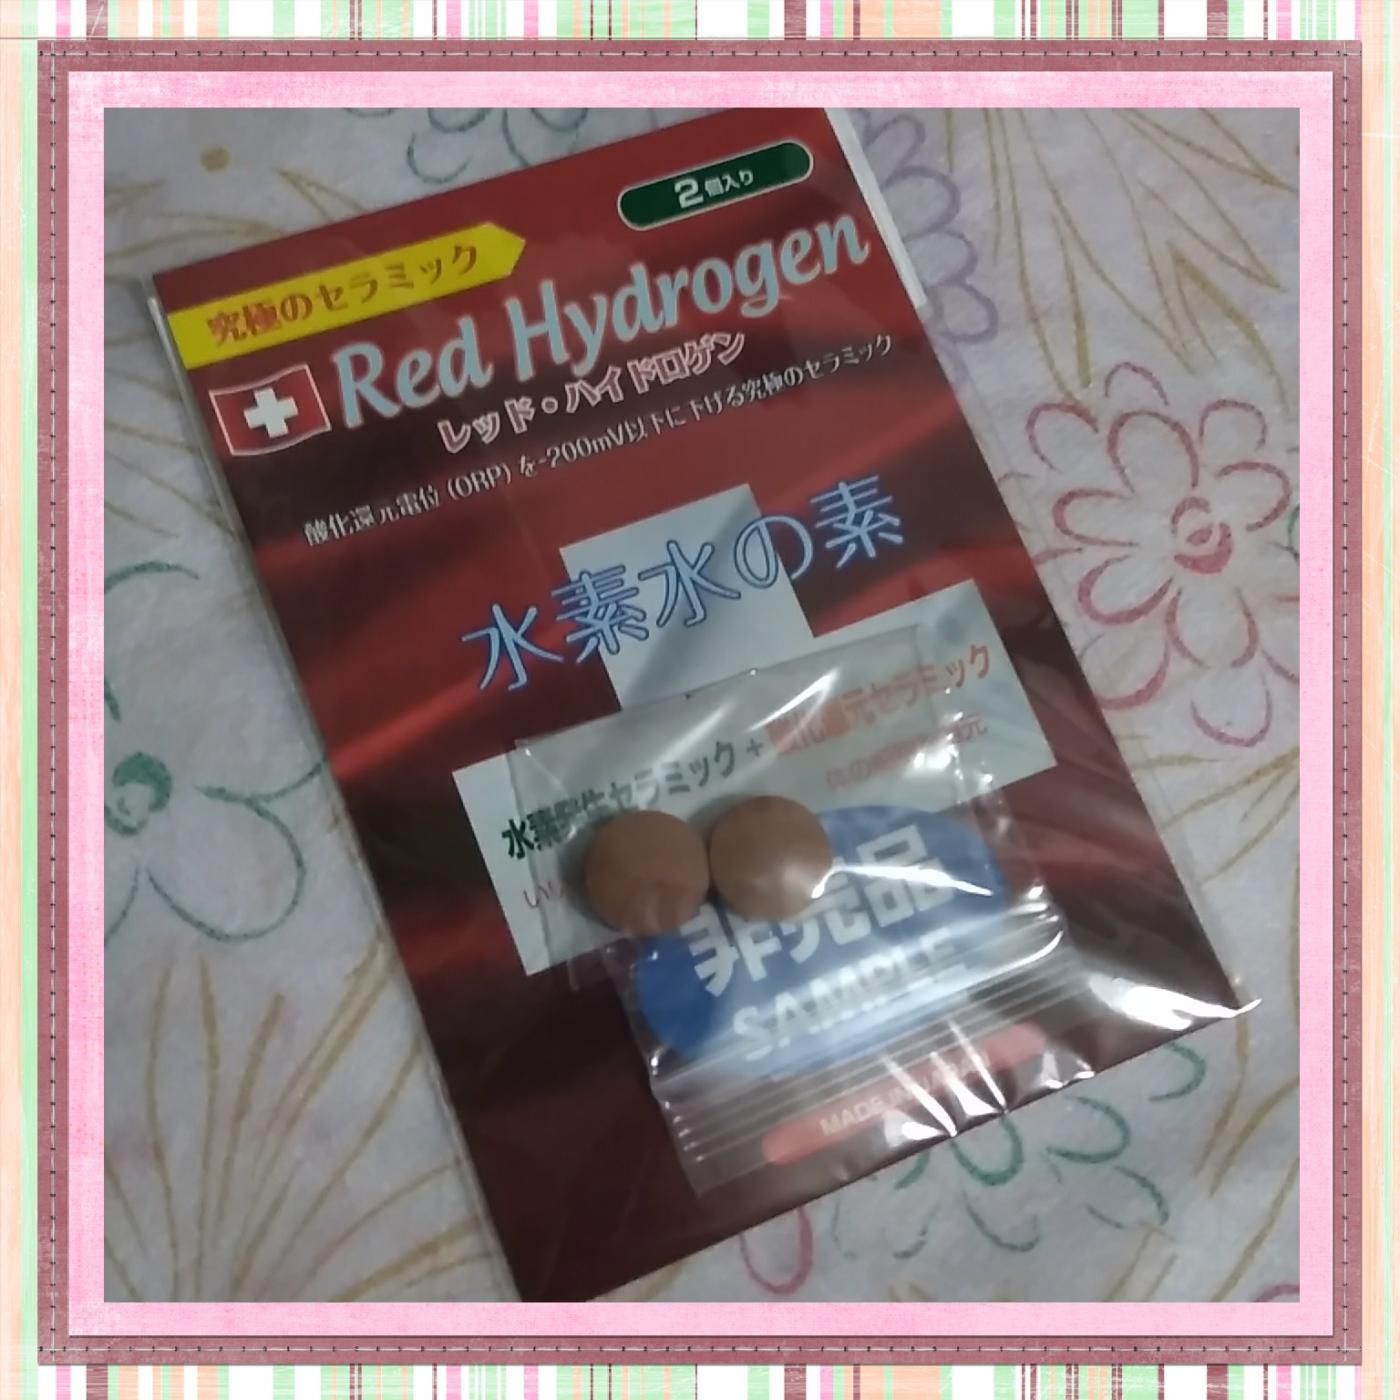 2個入り
究極のセラミック
Red Hydrogen
レッド・ハイドロゲン
酸化還元電位 (ORP) を-200mV以下に下げる究極のセラミック
水素水の素
水素発生セラミック + 酸化還元セラミック
非売品
SAMPLE
MADE IN JAPAN